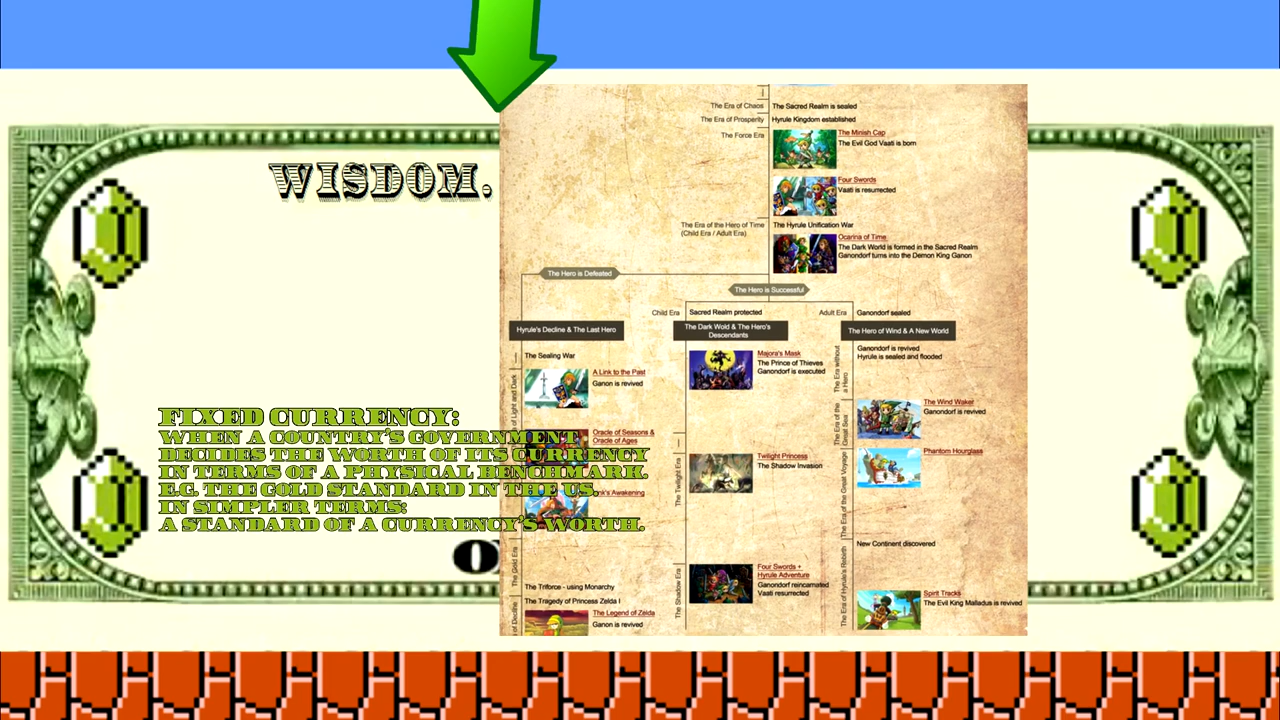 WISDOM.
FIXED CURRENCY:
WHEN A COUNTRY'S GOVERNMENT
DECIDES THE WORTH OF ITS CURRENCY
IN TERMS OF A PHYSICAL BENCHMARK.
E.G. THE GOLD STANDARD IN THE US.
IN SIMPLER TERMS:
A STANDARD OF A CURRENCY'S WORTH.
The Era of Chaos
The Sacred Realm is sealed
The Era of Prosperity
Hyrule Kingdom established
The Force Era
The Minish Cap
The Evil God Vaati is born
Four Swords
Vaati is resurrected
The Era of the Hero of Time
(Child Era / Adult Era)
The Hyrule Unification War
Ocarina of Time
The Dark World is formed in the Sacred Realm
Ganondorf turns into the Demon King Ganon
The Hero is Defeated
The Hero is Successful
Child Era
Sacred Realm protected
Adult Era
Ganondorf sealed
Hyrule's Decline & The Last Hero
The Dark Wold & The Hero's
Descendants
The Hero of Wind & A New World
The Sealing War
A Link to the Past
Ganon is revived
of Light and Dark
Oracle of Seasons &
Oracle of Ages
Awakening
The Gold Era
The Triforce - using Monarchy
The Tragedy of Princess Zelda I
The Legend of Zelda
Ganon is revived
of Decline
Majora's Mask
The Prince of Thieves
Ganondorf is executed
The Twilight Era
Twilight Princess
The Shadow Invasion
The Shadow Era
Four Swords +
Hyrule Adventure
Ganondorf reincarnated
Vaati resurrected
The Era without
a Hero
Ganondorf is revived
Hyrule is sealed and flooded
The Era of the
Great Sea
The Wind Waker
Ganondorf is revived
The Era of the Great Voyage
Phantom Hourglass
New Continent discovered
The Era of Hyrule's Rebirth
Spirit Tracks
The Evil King Malladus is revived